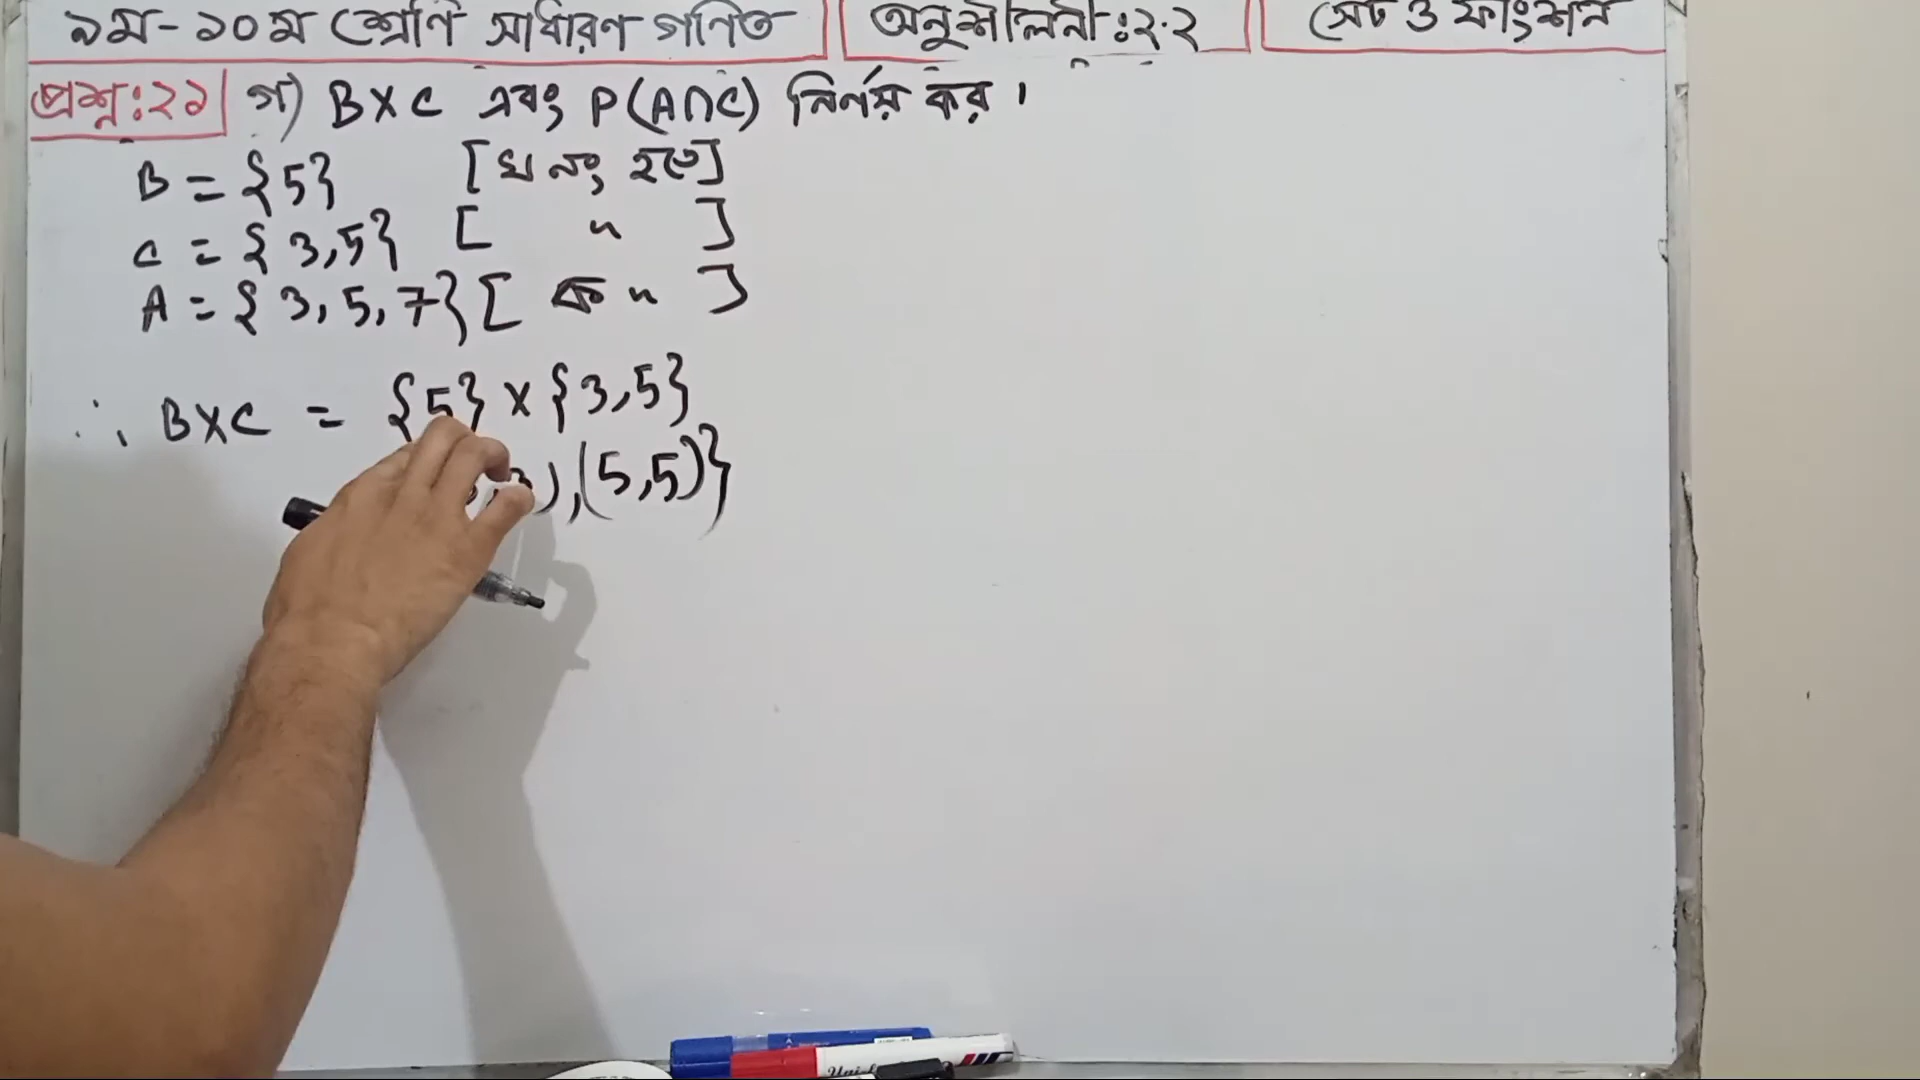 ৯ম-১০ম শ্রেণি সাধারণ গণিত অনুশীলনী:২.২ সেট ও ফাংশন
প্রশ্ন:২১ গ) B×C এবং P(A∩C) নির্ণয় কর।
B = {5} [খ নং হতে]
C = {3,5} [ " ]
A = {3,5,7} [ ক " ]
∴ B×C = {5} × {3,5}
,3),(5,5)}